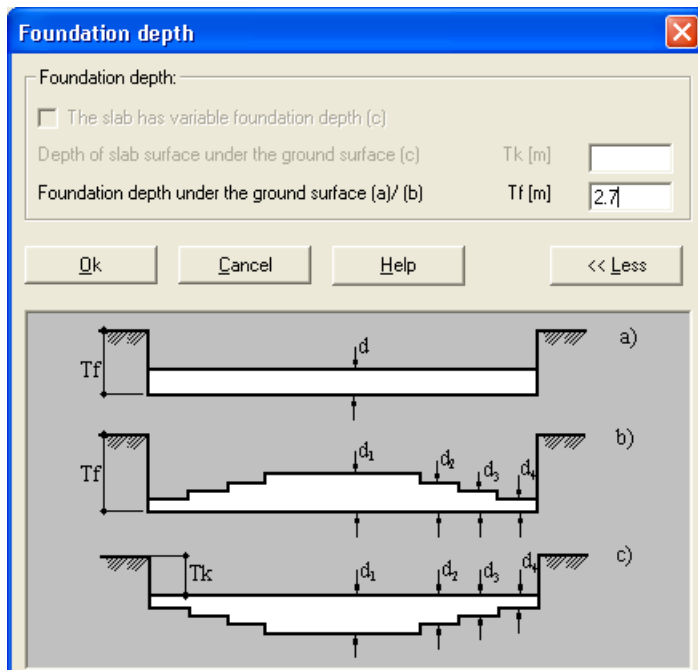 Foundation depth
Foundation depth:
The slab has variable foundation depth (c)
Depth of slab surface under the ground surface (c) Tk [m]
Foundation depth under the ground surface (a)/ (b) Tf [m] 2.7
Ok Cancel Help << Less
d a)
Tf
b)
d1 d2 d3 d4
Tf
c)
Tk d1 d2 d3 d4